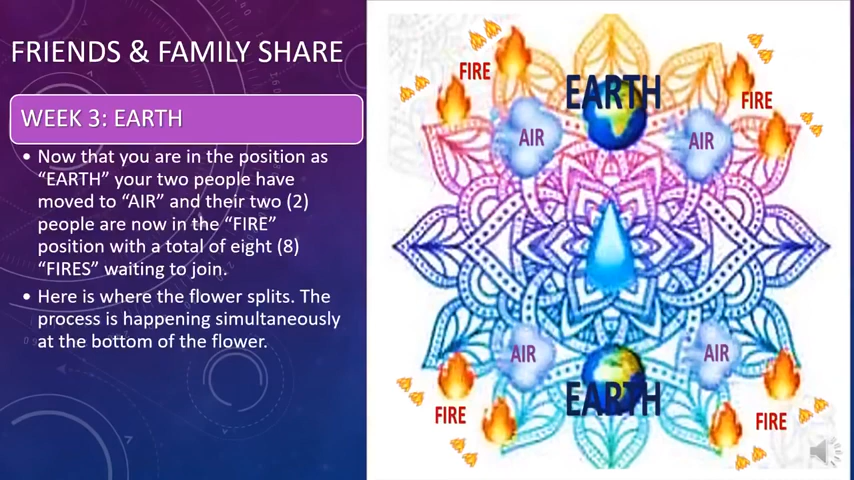 FRIENDS & FAMILY SHARE
WEEK 3: EARTH
• Now that you are in the position as
“EARTH” your two people have
moved to “AIR” and their two (2)
people are now in the “FIRE”
position with a total of eight (8)
“FIRES” waiting to join.
• Here is where the flower splits. The
process is happening simultaneously
at the bottom of the flower.
FIRE
EARTH
FIRE
AIR
AIR
AIR
AIR
EARTH
FIRE
FIRE